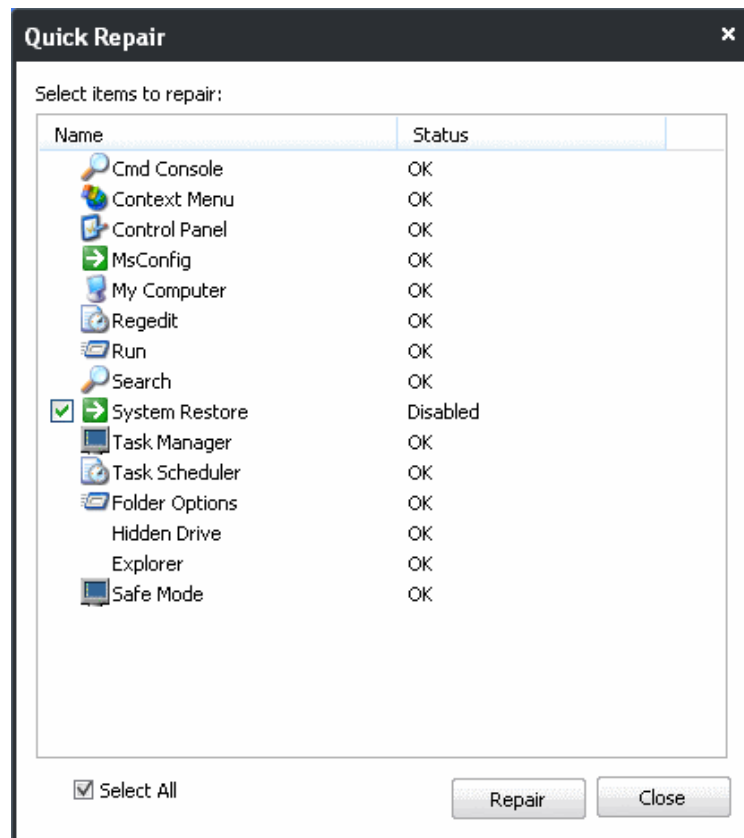 Quick Repair
Select items to repair:
Name Status
Cmd Console OK
Context Menu OK
Control Panel OK
MsConfig OK
My Computer OK
Regedit OK
Run OK
Search OK
System Restore Disabled
Task Manager OK
Task Scheduler OK
Folder Options OK
Hidden Drive OK
Explorer OK
Safe Mode OK
Select All Repair Close